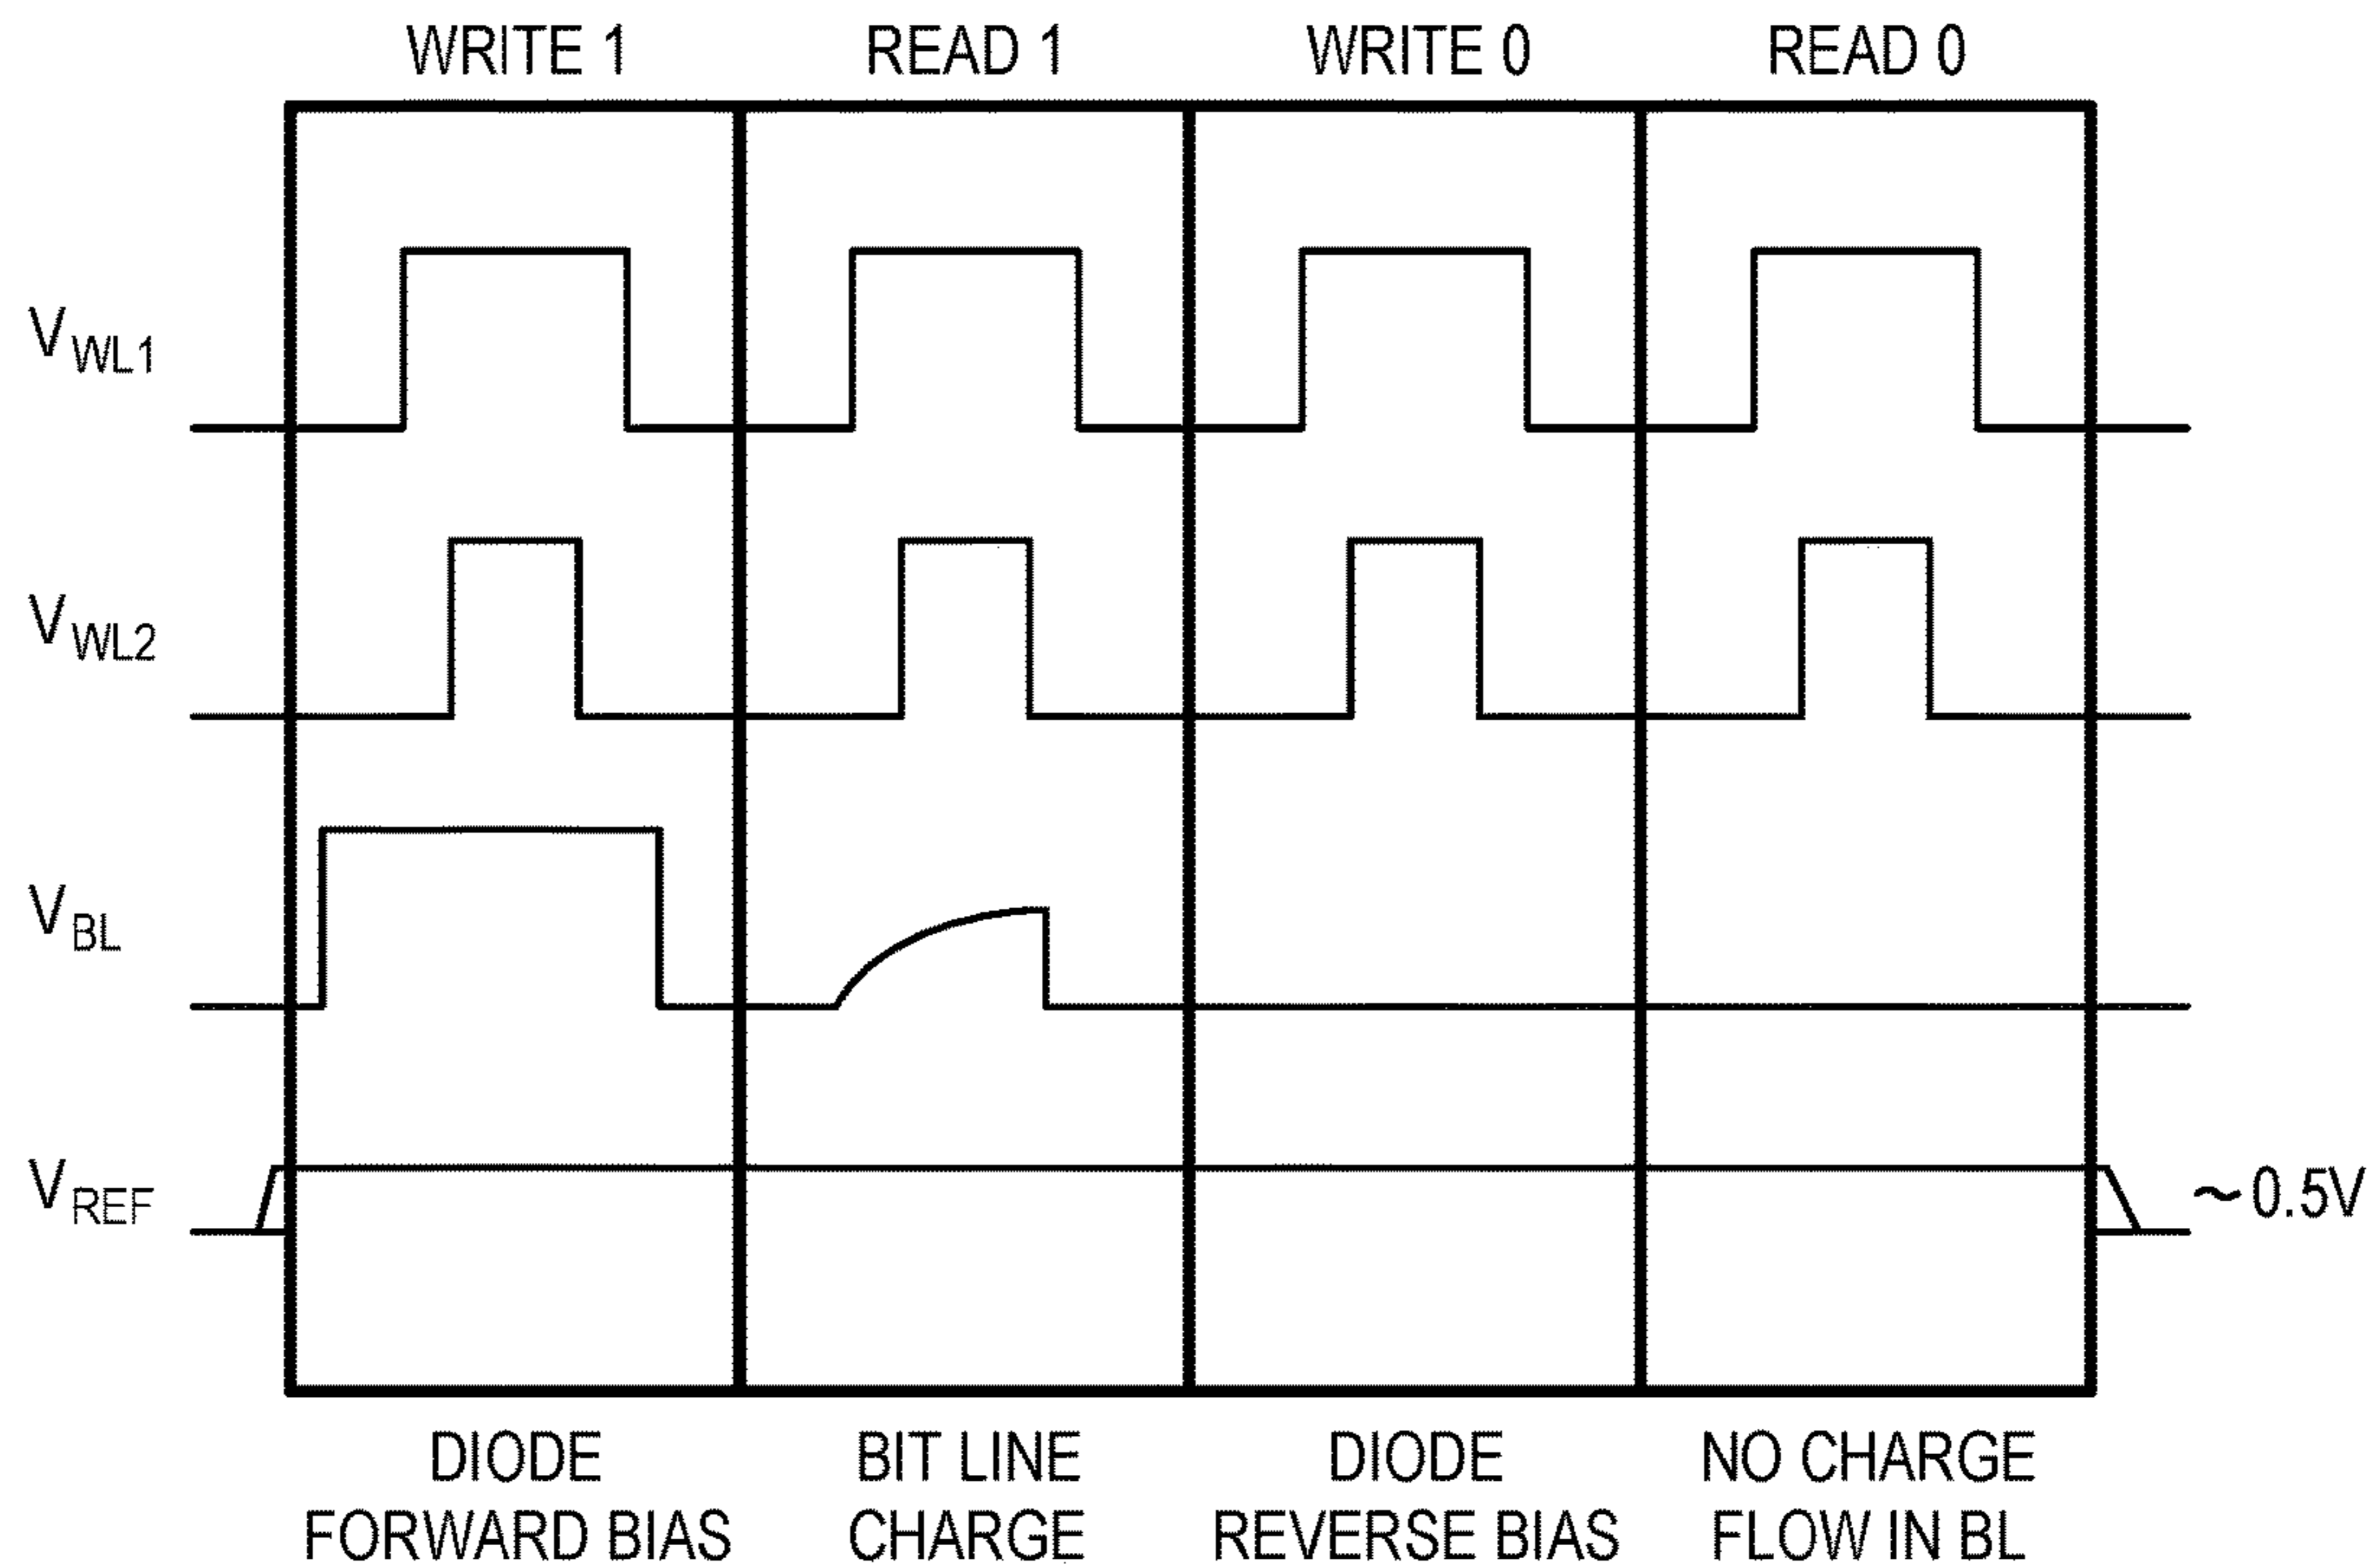 WRITE 1 READ 1 WRITE 0 READ 0
VWL1
VWL2
VBL
VREF ~0.5V
DIODE BIT LINE DIODE NO CHARGE
FORWARD BIAS CHARGE REVERSE BIAS FLOW IN BL